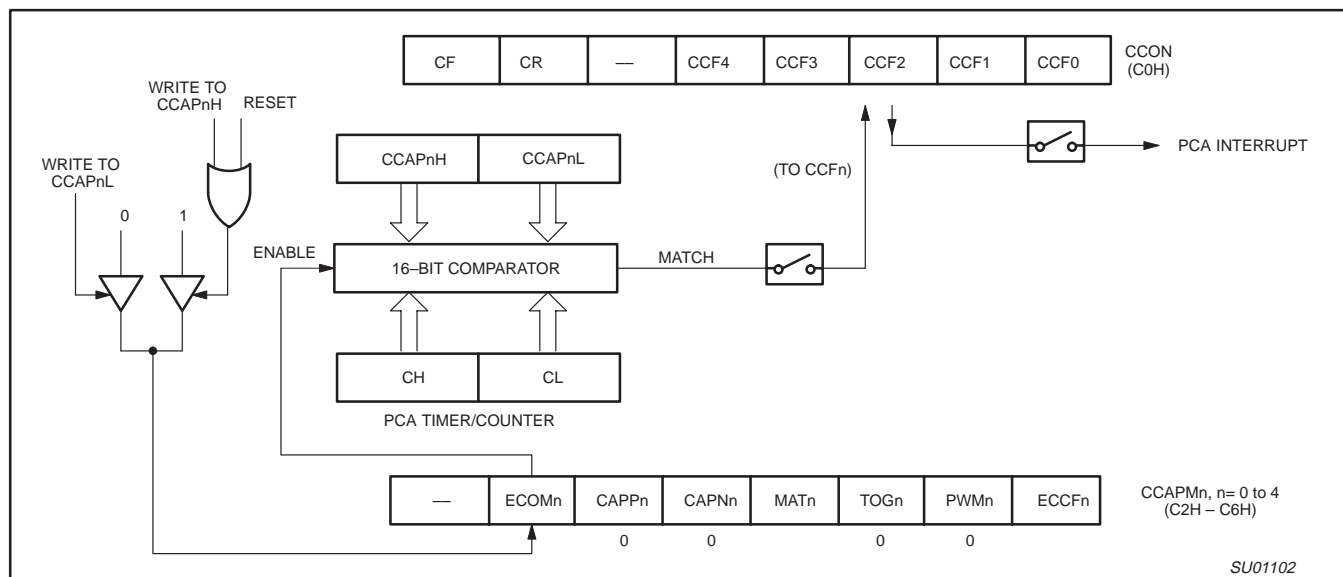 CF CR — CCF4 CCF3 CCF2 CCF1 CCF0
CCON
(C0H)
WRITE TO
CCAPnH
RESET
WRITE TO
CCAPnL
0 1
CCAPnH CCAPnL
(TO CCFn)
PCA INTERRUPT
ENABLE
16–BIT COMPARATOR
MATCH
CH CL
PCA TIMER/COUNTER
— ECOMn CAPPn CAPNn MATn TOGn PWMn ECCFn
CCAPMn, n= 0 to 4
(C2H – C6H)
0 0 0 0
SU01102